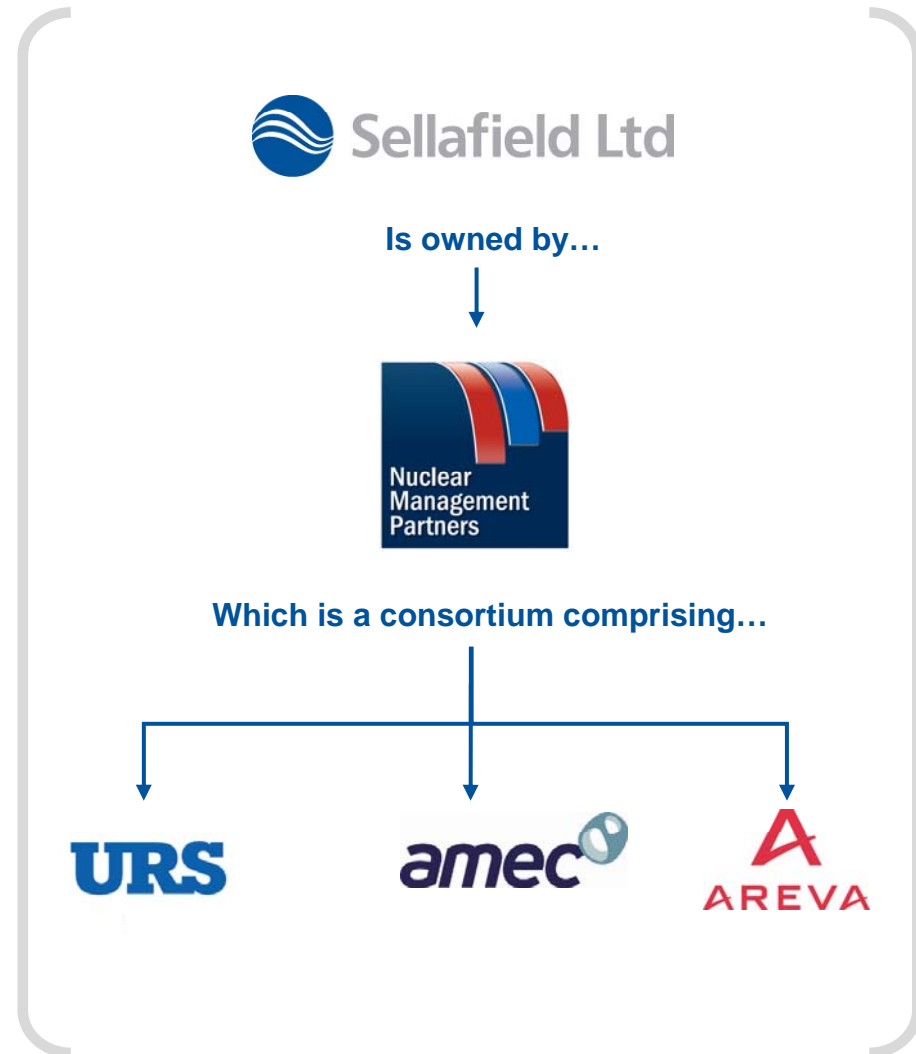 Sellafield Ltd
Is owned by…
Nuclear
Management
Partners
Which is a consortium comprising…
URS
amec
AREVA